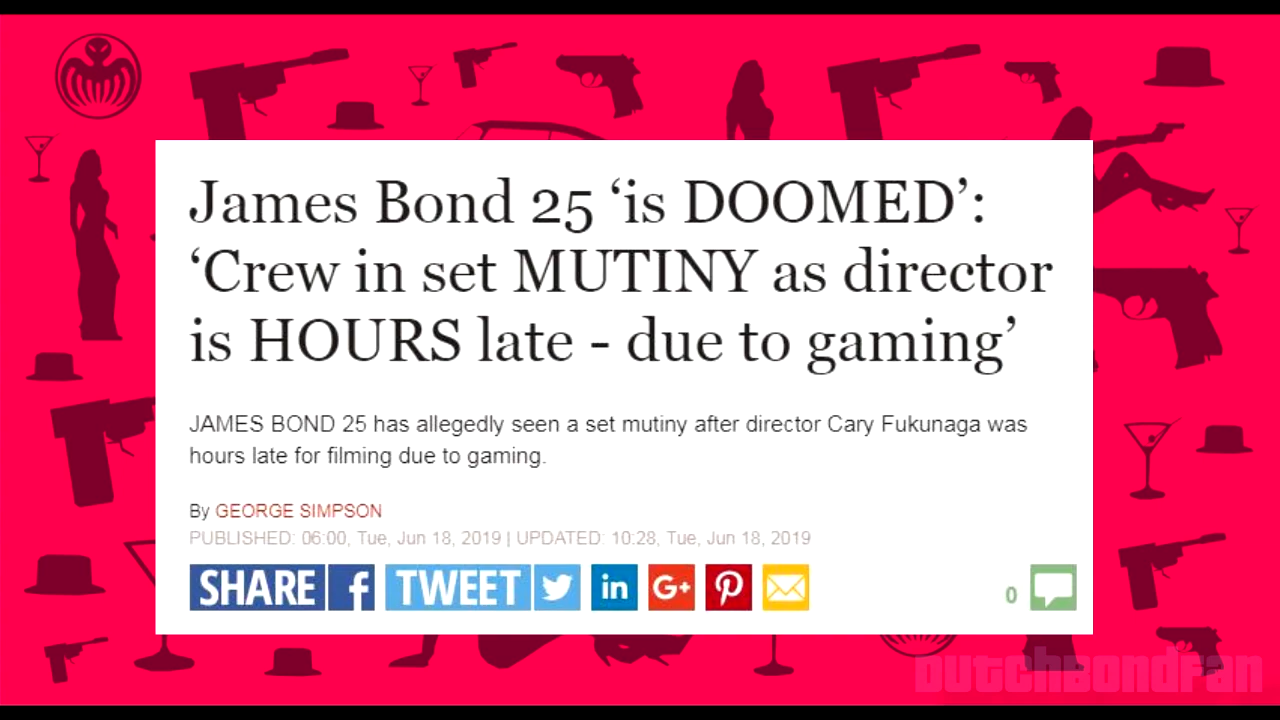 James Bond 25 ‘is DOOMED’:
‘Crew in set MUTINY as director
is HOURS late - due to gaming’
JAMES BOND 25 has allegedly seen a set mutiny after director Cary Fukunaga was
hours late for filming due to gaming.
By GEORGE SIMPSON
PUBLISHED: 06:00, Tue, Jun 18, 2019 | UPDATED: 10:28, Tue, Jun 18, 2019
SHARE f TWEET in G+ 0
DUTCHBONDFAN